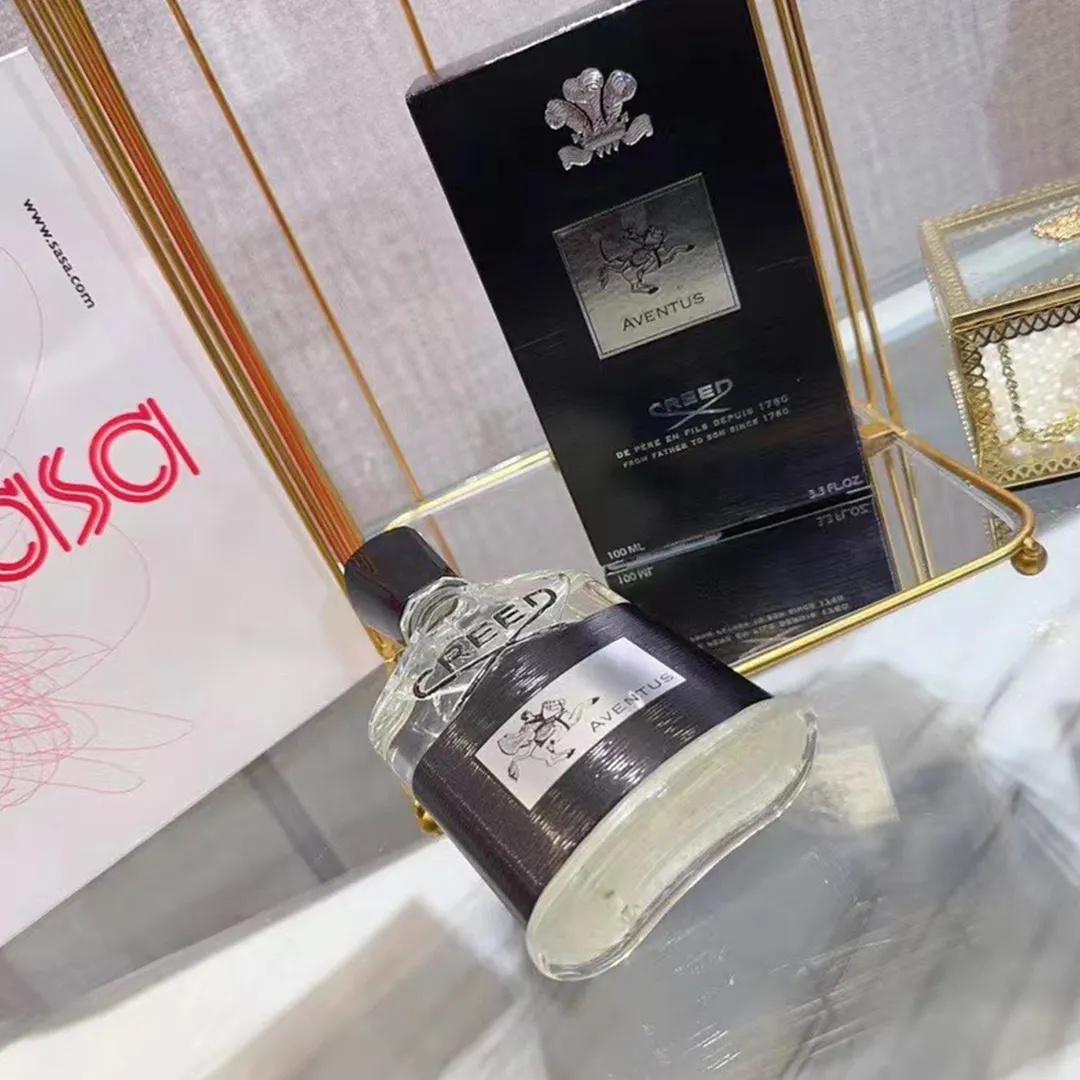 www.sasa.com
asa
AVENTUS
CREED
DE PÈRE EN FILS DEPUIS 1760
FROM FATHER TO SON SINCE 1760
3.3 FL.OZ
100 ML
CREED
AVENTUS